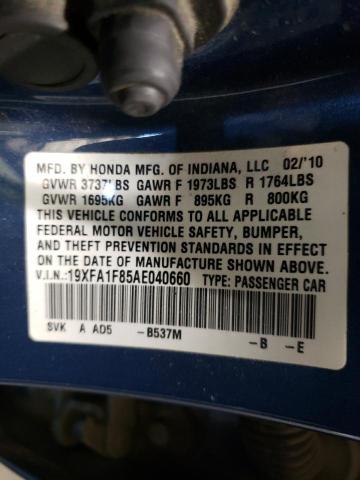 MFD. BY HONDA MFG. OF INDIANA, LLC 02/'10
GVWR 3737LBS GAWR F 1973LBS R 1764LBS
GVWR 1695KG GAWR F 895KG R 800KG
THIS VEHICLE CONFORMS TO ALL APPLICABLE
FEDERAL MOTOR VEHICLE SAFETY, BUMPER,
AND THEFT PREVENTION STANDARDS IN EFFECT
ON THE DATE OF MANUFACTURE SHOWN ABOVE.
V.I.N.:19XFA1F85AE040660 TYPE: PASSENGER CAR
SVK A AD5 -B537M -B -E